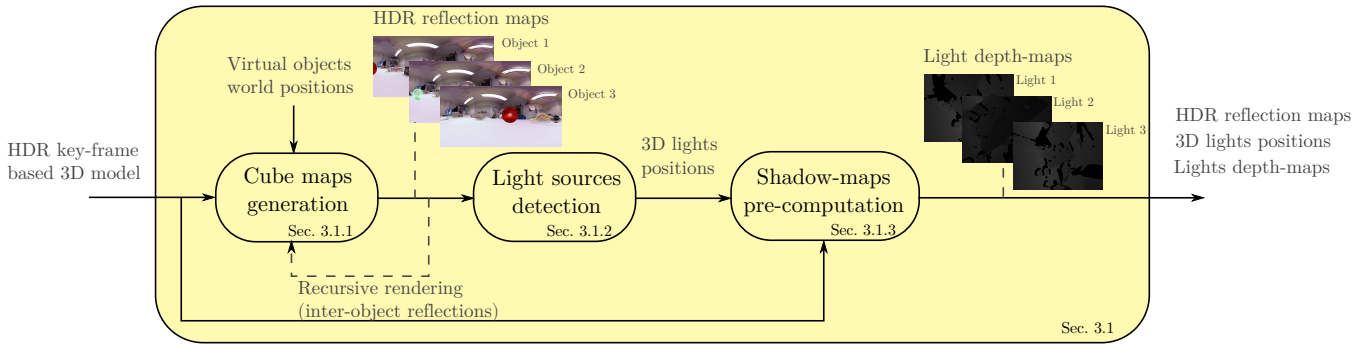 HDR reflection maps
Object 1
Object 2
Object 3
Virtual objects
world positions
Light depth-maps
Light 1
Light 2
Light 3
HDR key-frame
based 3D model
Cube maps
generation
Sec. 3.1.1
Light sources
detection
Sec. 3.1.2
3D lights
positions
Shadow-maps
pre-computation
Sec. 3.1.3
HDR reflection maps
3D lights positions
Lights depth-maps
Recursive rendering
(inter-object reflections)
Sec. 3.1